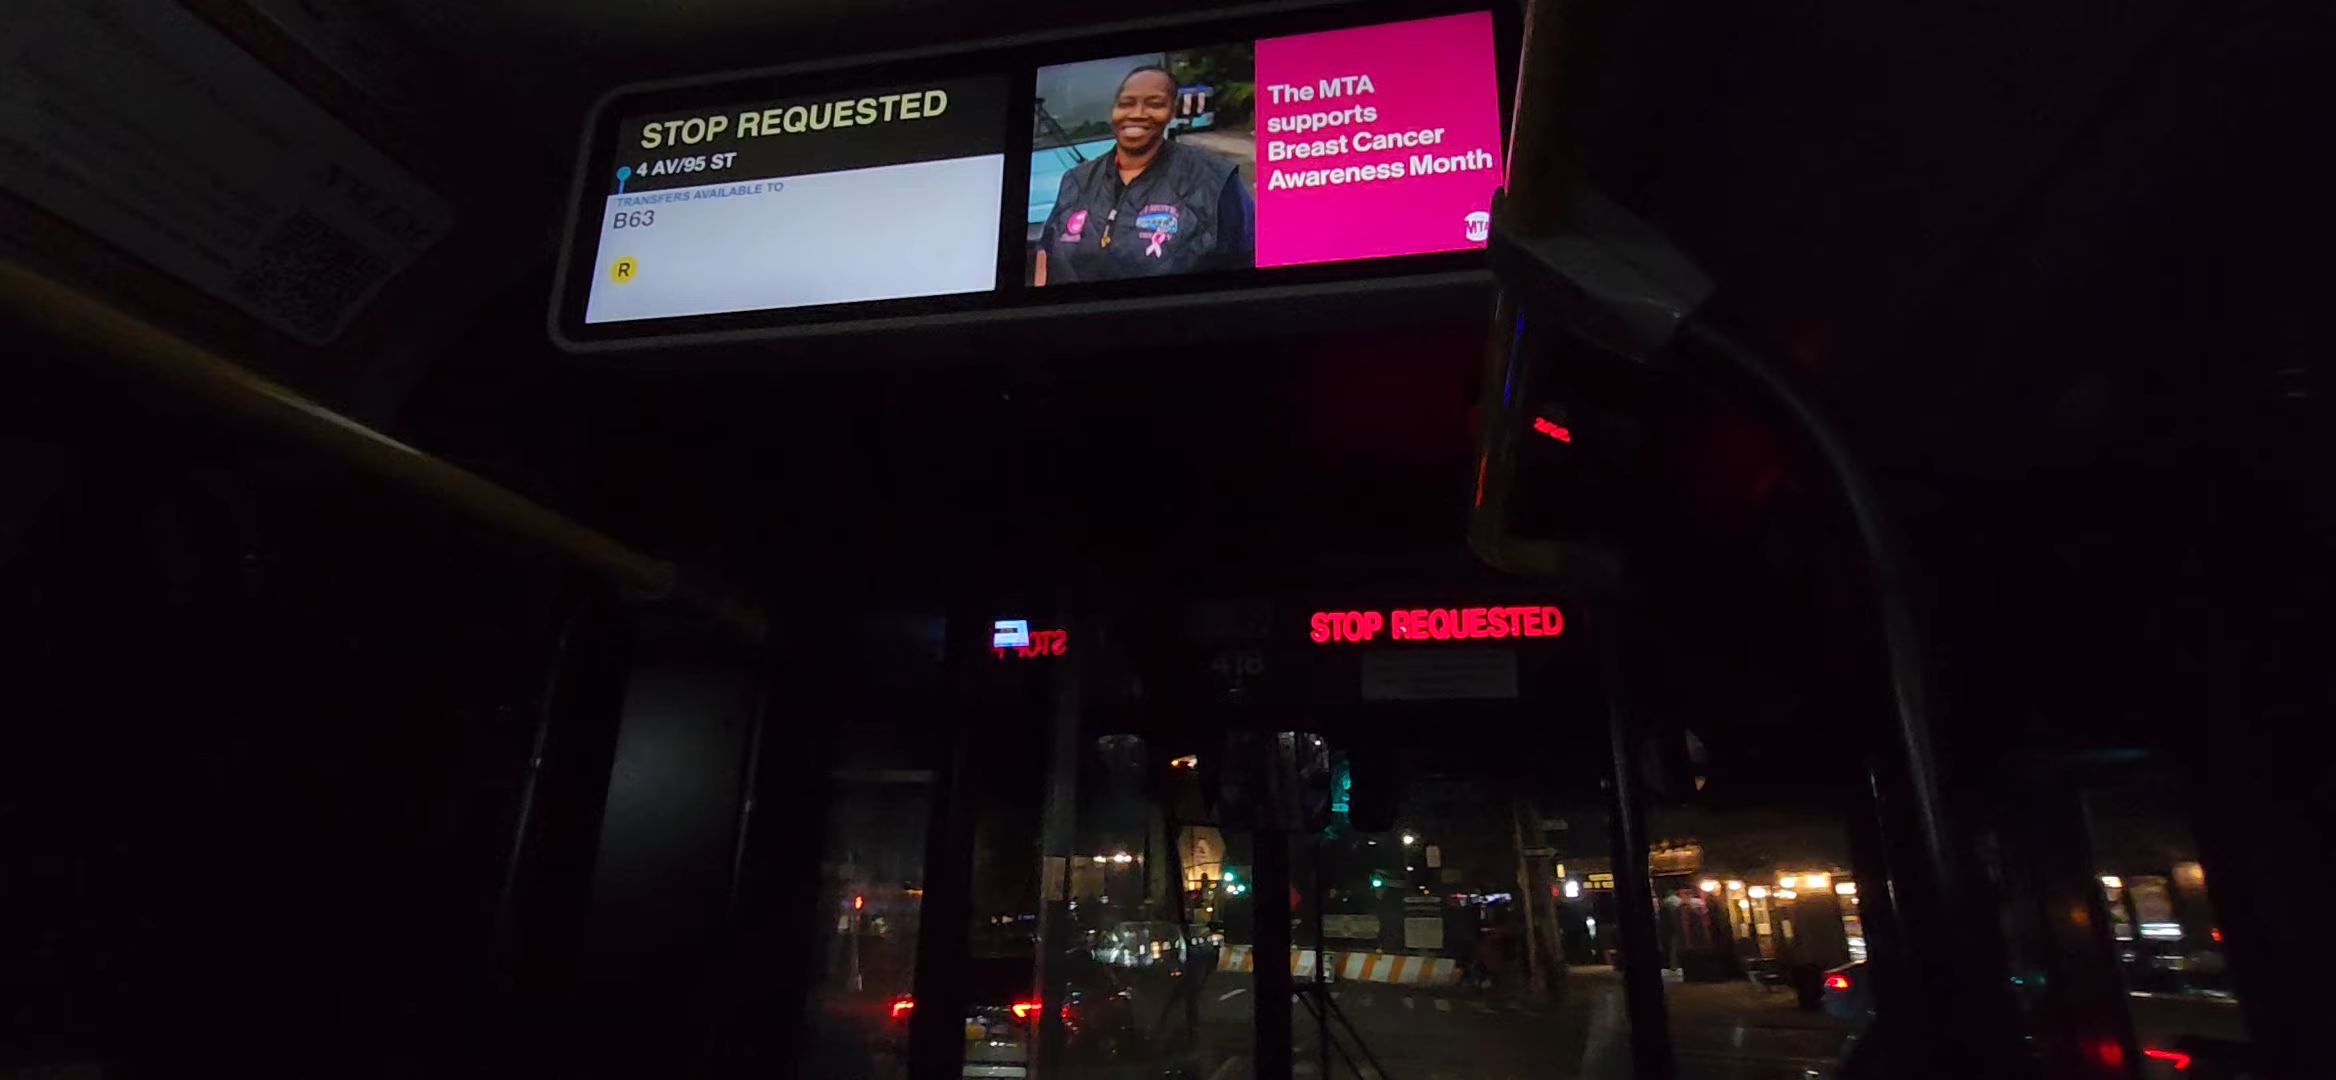 STOP REQUESTED
4 AV/95 ST
TRANSFERS AVAILABLE TO
B63
R
The MTA
supports
Breast Cancer
Awareness Month
MTA
STOP REQUESTED
418